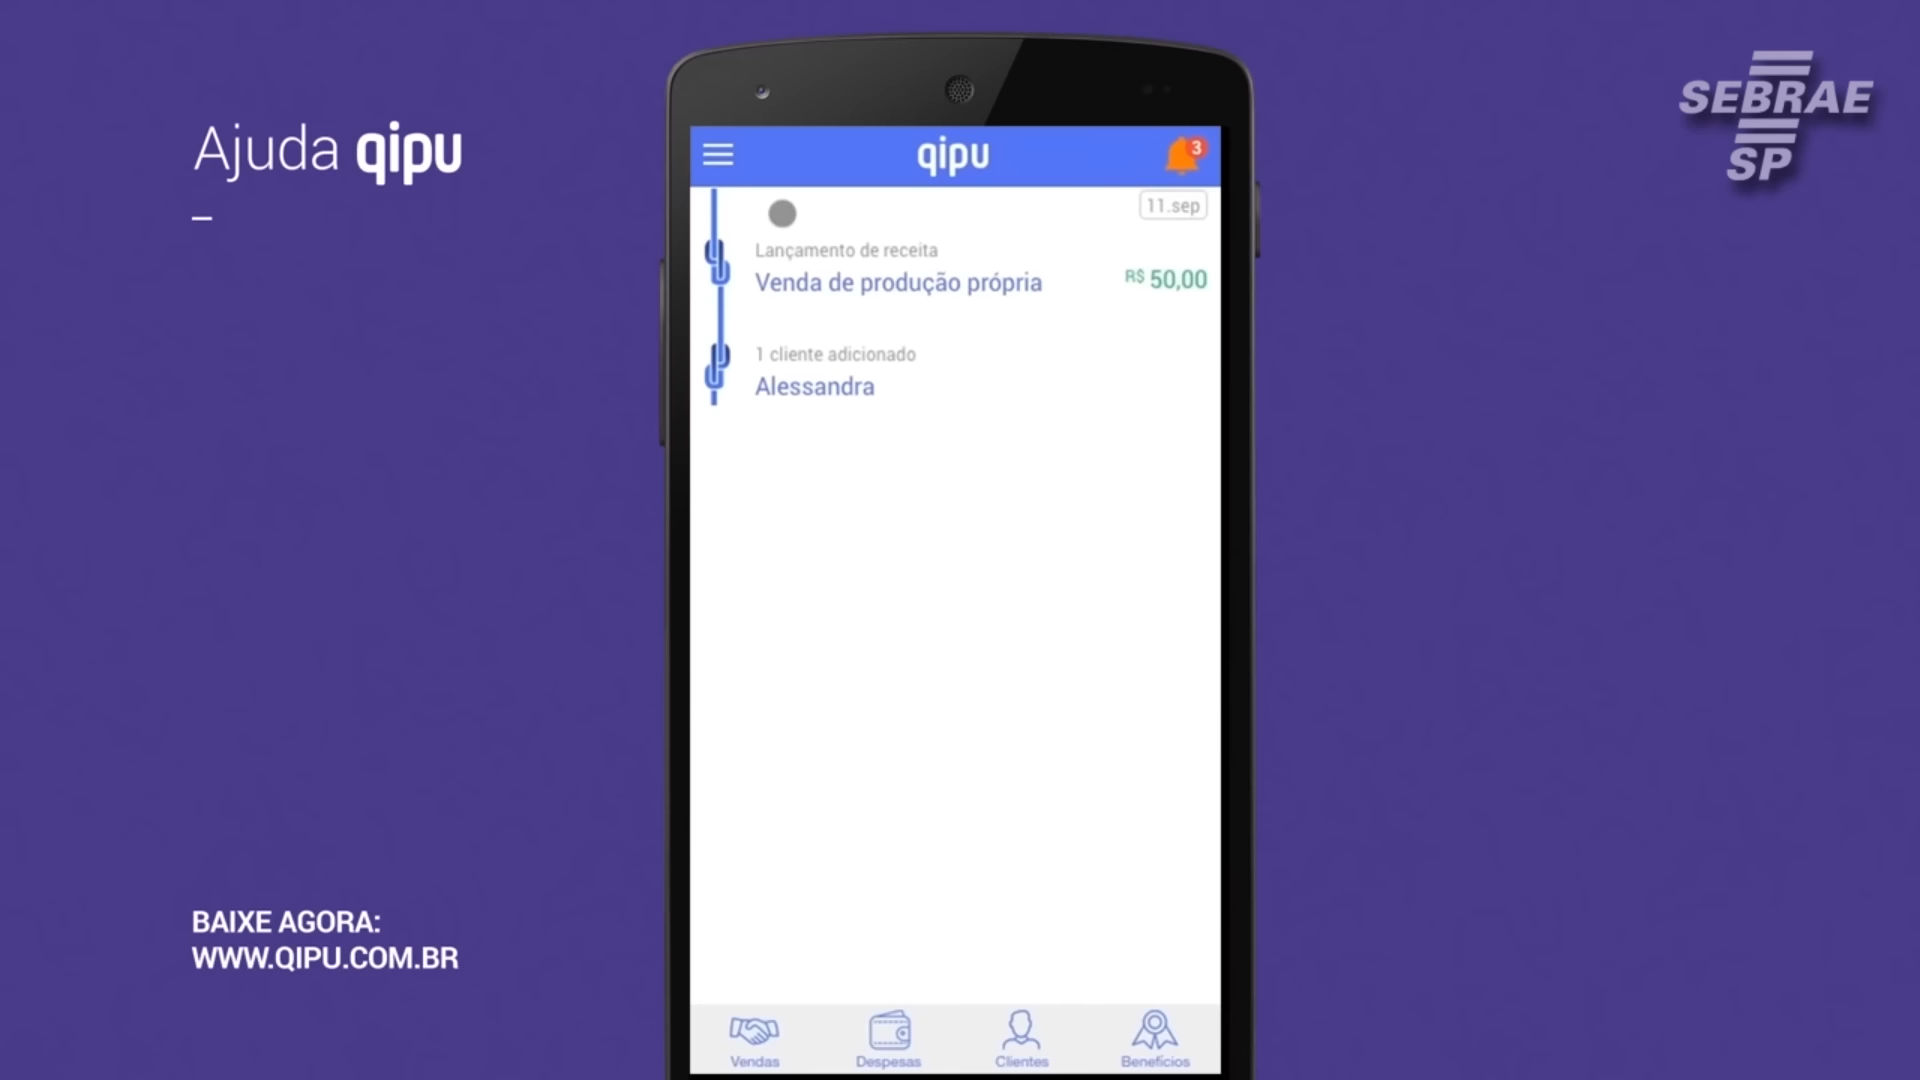 Ajuda qipu
SEBRAE
SP
qipu
3
11.sep
Lançamento de receita
Venda de produção própria
R$ 50,00
1 cliente adicionado
Alessandra
BAIXE AGORA:
WWW.QIPU.COM.BR
Vendas
Despesas
Clientes
Benefícios